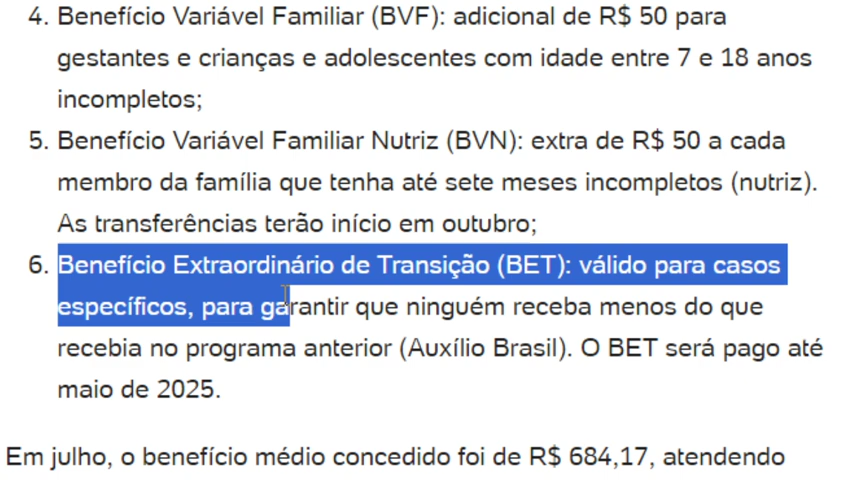 4. Benefício Variável Familiar (BVF): adicional de R$ 50 para
gestantes e crianças e adolescentes com idade entre 7 e 18 anos
incompletos;
5. Benefício Variável Familiar Nutriz (BVN): extra de R$ 50 a cada
membro da família que tenha até sete meses incompletos (nutriz).
As transferências terão início em outubro;
6. Benefício Extraordinário de Transição (BET): válido para casos
específicos, para garantir que ninguém receba menos do que
recebia no programa anterior (Auxílio Brasil). O BET será pago até
maio de 2025.
Em julho, o benefício médio concedido foi de R$ 684,17, atendendo